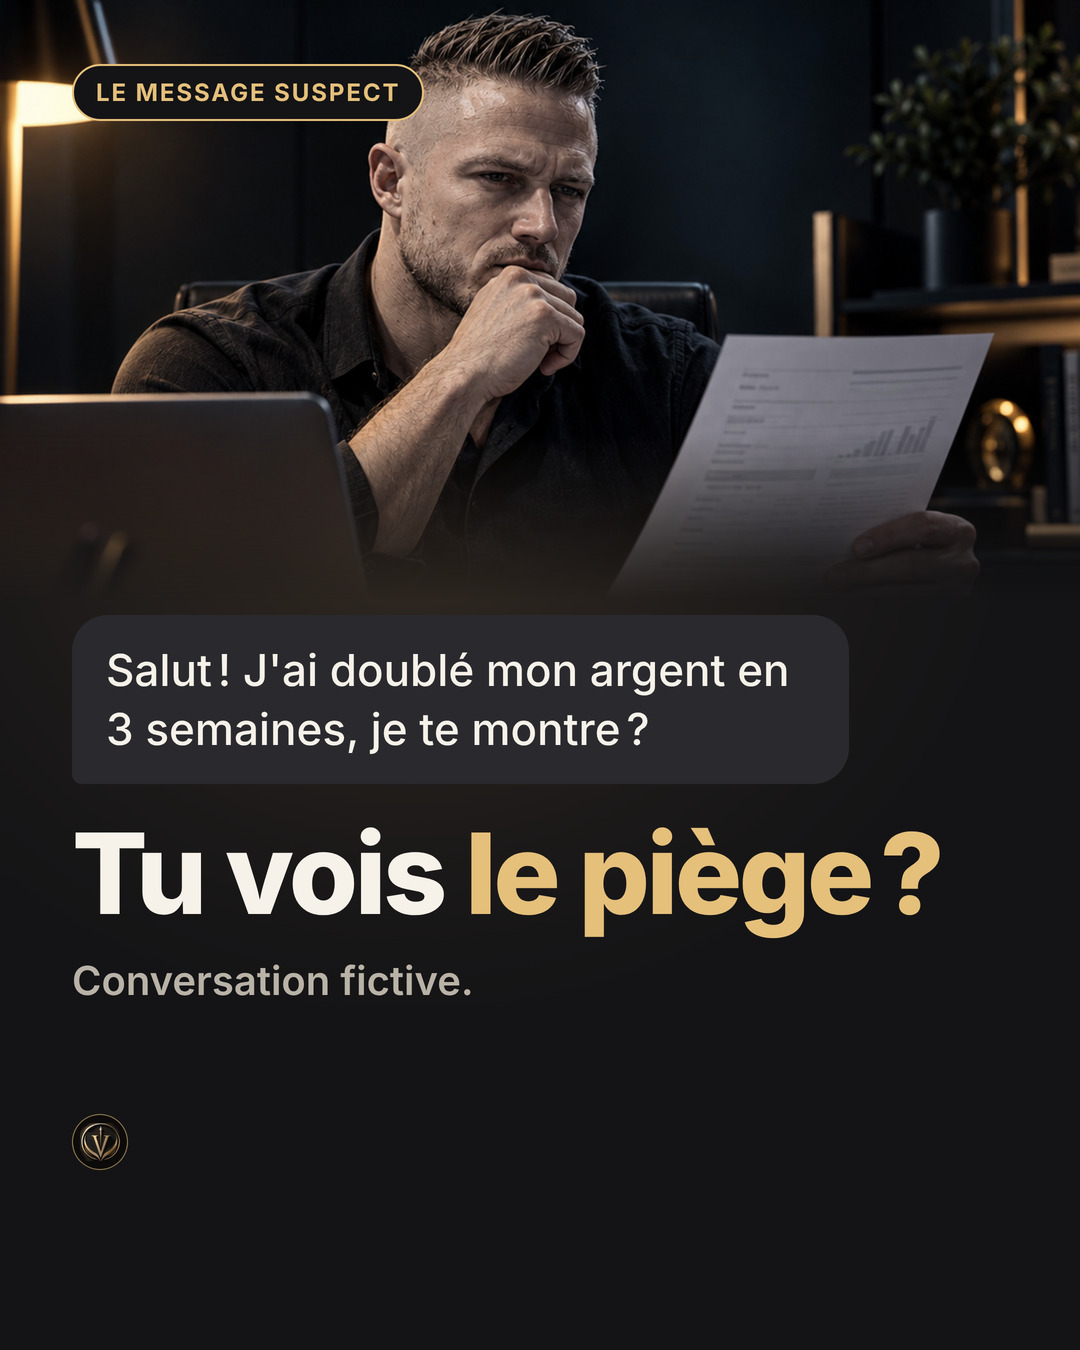 LE MESSAGE SUSPECT
Salut ! J'ai doublé mon argent en
3 semaines, je te montre ?
Tu vois le piège ?
Conversation fictive.
V